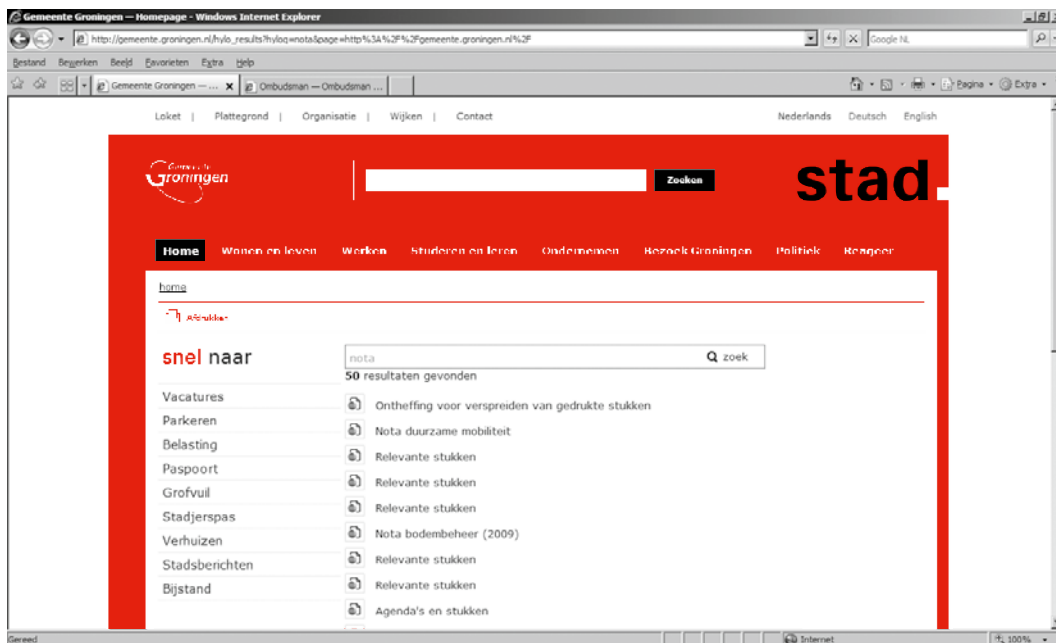 Gemeente Groningen — Homepage - Windows Internet Explorer
http://gemeente.groningen.nl/hylo_results?hyloq=nota&page=http%3A%2F%2Fgemeente.groningen.nl%2F
Google NL
Bestand Bewerken Beeld Favorieten Extra Help
Gemeente Groningen — ... X Ombudsman — Ombudsman ... Pagina Extra
Loket | Plattegrond | Organisatie | Wijken | Contact Nederlands Deutsch English
Gemeente
Groningen
Zoeken
stad.
Home Wonen en leven Werken Studeren en leren Ondernemen Bezoek Groningen Politiek Reageer
home
Afdrukken
snel naar
nota zoek
50 resultaten gevonden
Vacatures
Parkeren
Belasting
Paspoort
Grofvuil
Stadjerspas
Verhuizen
Stadsberichten
Bijstand
Ontheffing voor verspreiden van gedrukte stukken
Nota duurzame mobiliteit
Relevante stukken
Relevante stukken
Relevante stukken
Nota bodembeheer (2009)
Relevante stukken
Relevante stukken
Agenda's en stukken
Gereed Internet 100%